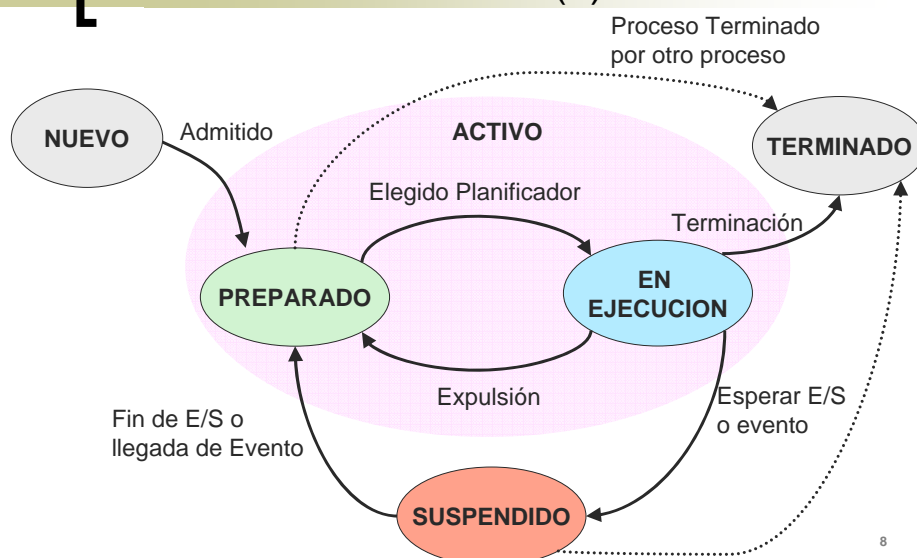 Proceso Terminado
por otro proceso
NUEVO
Admitido
ACTIVO
TERMINADO
Elegido Planificador
Terminación
PREPARADO
EN
EJECUCION
Expulsión
Esperar E/S
o evento
Fin de E/S o
llegada de Evento
SUSPENDIDO
8